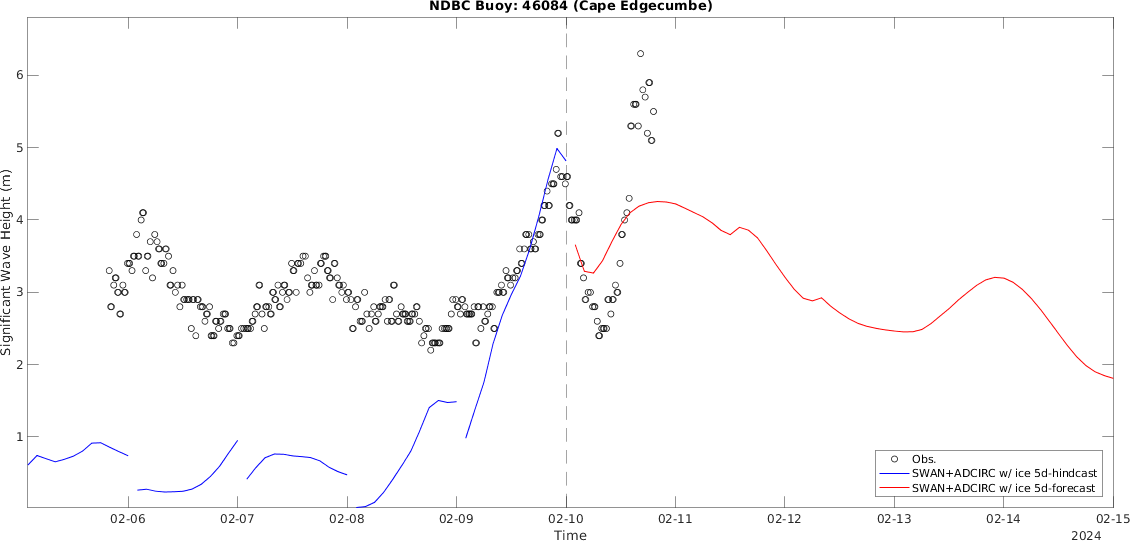 NDBC Buoy: 46084 (Cape Edgecumbe)
Significant Wave Height (m)
6
5
4
3
2
1
Obs.
SWAN+ADCIRC w/ ice 5d-hindcast
SWAN+ADCIRC w/ ice 5d-forecast
02-06 02-07 02-08 02-09 02-10 02-11 02-12 02-13 02-14 02-15
Time
2024